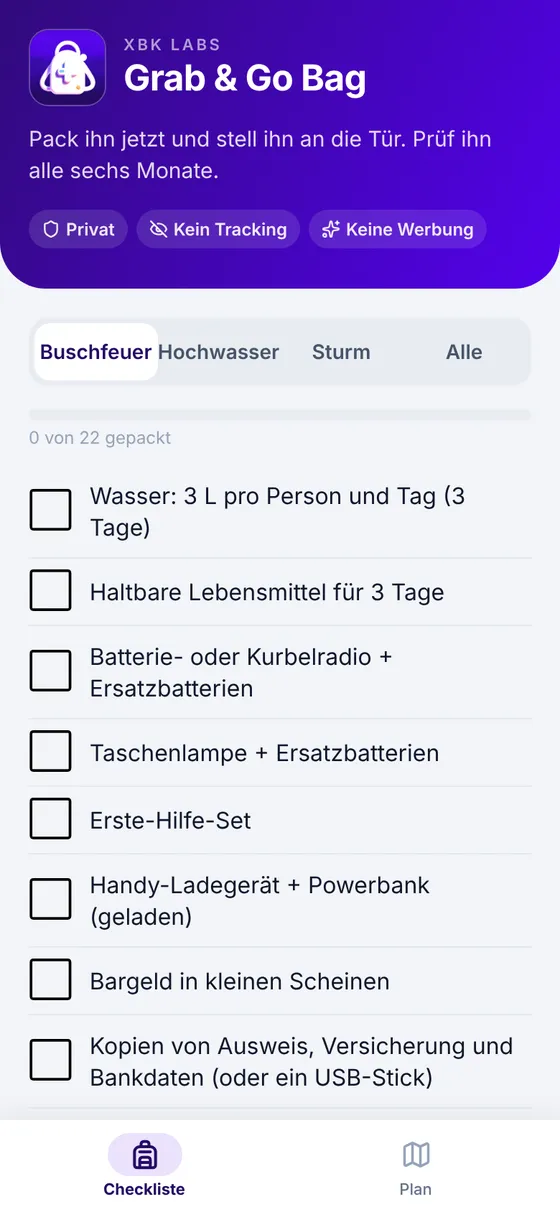 XBK LABS
Grab & Go Bag
Pack ihn jetzt und stell ihn an die Tür. Prüf ihn
alle sechs Monate.
Privat
Kein Tracking
Keine Werbung
Buschfeuer
Hochwasser
Sturm
Alle
0 von 22 gepackt
Wasser: 3 L pro Person und Tag (3
Tage)
Haltbare Lebensmittel für 3 Tage
Batterie- oder Kurbelradio +
Ersatzbatterien
Taschenlampe + Ersatzbatterien
Erste-Hilfe-Set
Handy-Ladegerät + Powerbank
(geladen)
Bargeld in kleinen Scheinen
Kopien von Ausweis, Versicherung und
Bankdaten (oder ein USB-Stick)
Checkliste
Plan